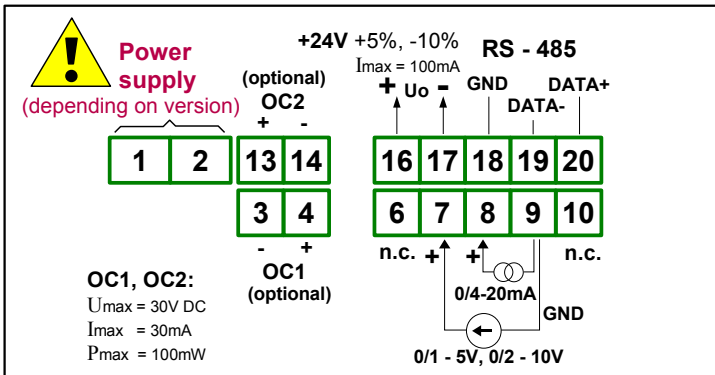 +24V +5%, -10%
Imax = 100mA
RS - 485
Power
supply
(depending on version)
(optional)
OC2
+ -
+ Uo -
GND
DATA-
DATA+
1 2 13 14 16 17 18 19 20
3 4 6 7 8 9 10
- +
OC1
(optional)
n.c. + + n.c.
0/4-20mA
GND
0/1 - 5V, 0/2 - 10V
OC1, OC2:
Umax = 30V DC
Imax = 30mA
Pmax = 100mW